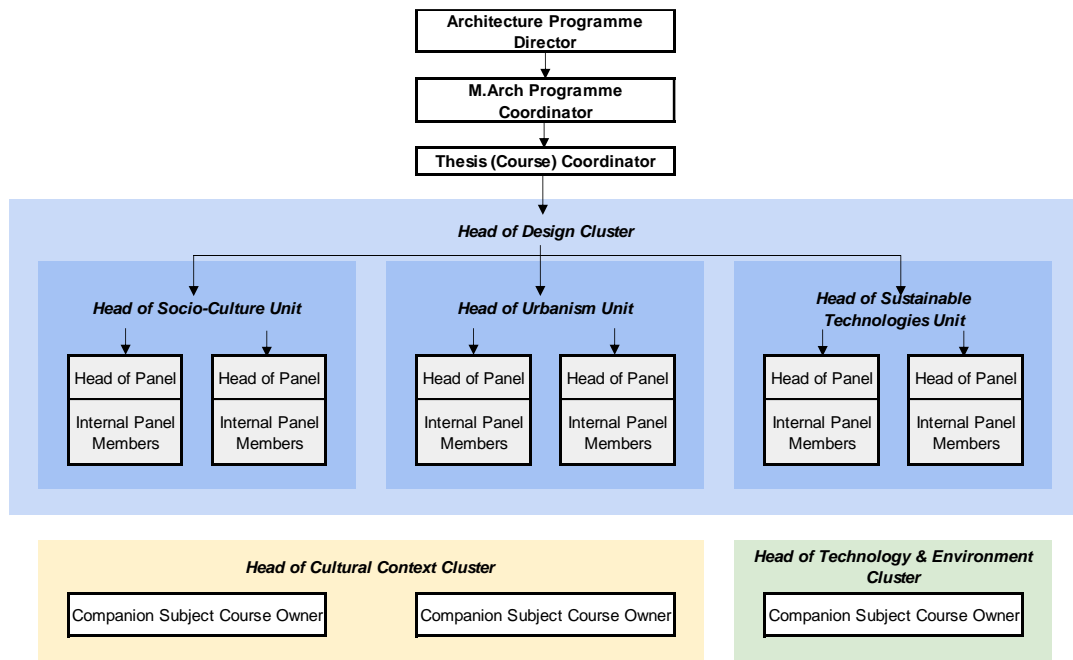 Architecture Programme
Director
M.Arch Programme
Coordinator
Thesis (Course) Coordinator
Head of Design Cluster
Head of Socio-Culture Unit
Head of Urbanism Unit
Head of Sustainable
Technologies Unit
Head of Panel
Head of Panel
Head of Panel
Head of Panel
Head of Panel
Head of Panel
Internal Panel
Members
Internal Panel
Members
Internal Panel
Members
Internal Panel
Members
Internal Panel
Members
Internal Panel
Members
Head of Cultural Context Cluster
Head of Technology & Environment
Cluster
Companion Subject Course Owner
Companion Subject Course Owner
Companion Subject Course Owner